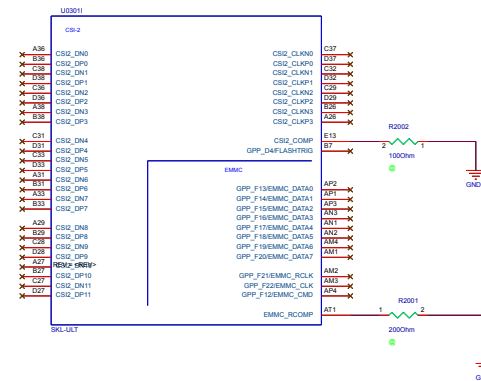 U0301I
CSI-2
A36 CSI2_DN0 CSI2_CLKN0 C37
B36 CSI2_DP0 CSI2_CLKP0 D37
C38 CSI2_DN1 CSI2_CLKN1 C32
D38 CSI2_DP1 CSI2_CLKP1 D32
C36 CSI2_DN2 CSI2_CLKN2 C29
D36 CSI2_DP2 CSI2_CLKP2 D29
A38 CSI2_DN3 CSI2_CLKN3 B26
B38 CSI2_DP3 CSI2_CLKP3 A26
R2002
C31 CSI2_DN4 CSI2_COMP E13 2 1
D31 CSI2_DP4 GPP_D4/FLASHTRIG B7 100Ohm
C33 CSI2_DN5
D33 CSI2_DP5 EMMC
A31 CSI2_DN6
B31 CSI2_DP6 GPP_F13/EMMC_DATA0 AP2 GND
A33 CSI2_DN7 GPP_F14/EMMC_DATA1 AP1
B33 CSI2_DP7 GPP_F15/EMMC_DATA2 AP3
GPP_F16/EMMC_DATA3 AN3
A29 CSI2_DN8 GPP_F17/EMMC_DATA4 AN1
B29 CSI2_DP8 GPP_F18/EMMC_DATA5 AN2
C28 CSI2_DN9 GPP_F19/EMMC_DATA6 AM4
D28 CSI2_DP9 GPP_F20/EMMC_DATA7 AM1
A27 <REV>
B27 CSI2_DP10 GPP_F21/EMMC_RCLK AM2
C27 CSI2_DN11 GPP_F22/EMMC_CLK AM3
D27 CSI2_DP11 GPP_F12/EMMC_CMD AP4
R2001
EMMC_RCOMP AT1 1 2
SKL-ULT 200Ohm